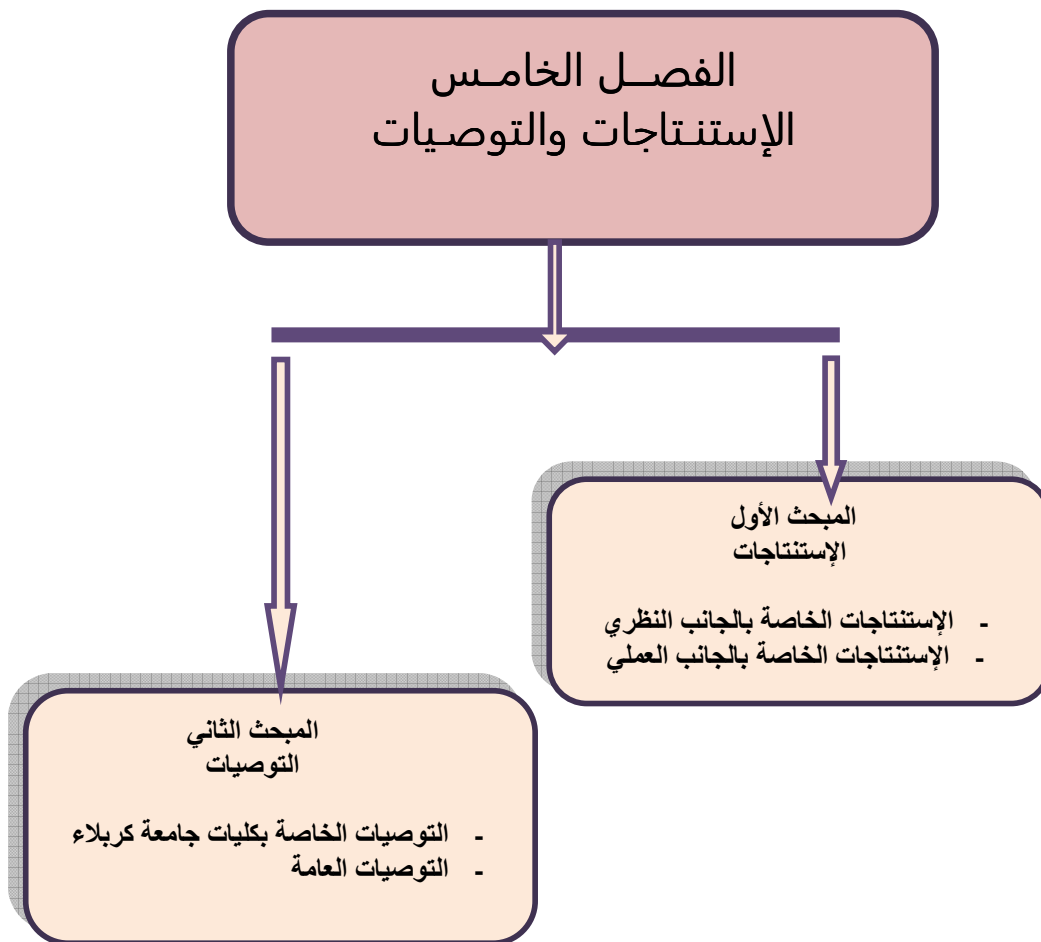 الفصــل الخامـس
الإستنـتاجات والتوصـيات
المبحث الأول
الإستنتاجات
- الإستنتاجات الخاصة بالجانب النظري
- الإستنتاجات الخاصة بالجانب العملي
المبحث الثاني
التوصيات
- التوصيات الخاصة بكليات جامعة كربلاء
- التوصيات العامة